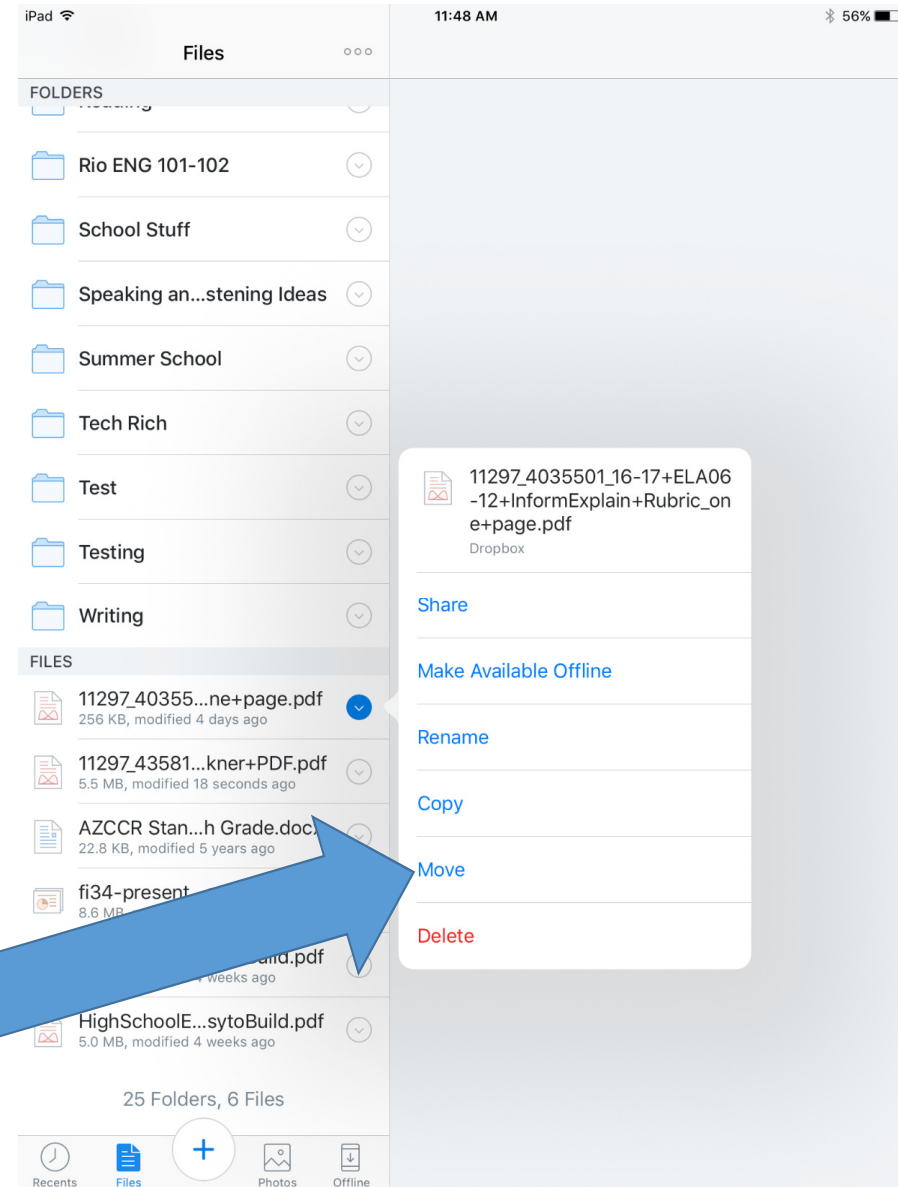 iPad 11:48 AM 56%
Files
FOLDERS
Rio ENG 101-102
School Stuff
Speaking an...stening Ideas
Summer School
Tech Rich
Test
Testing
Writing
FILES
11297_40355...ne+page.pdf
256 KB, modified 4 days ago
11297_43581...kner+PDF.pdf
5.5 MB, modified 18 seconds ago
AZCCR Stan...h Grade.doc
22.8 KB, modified 5 years ago
fi34-present
8.6 MB
weeks ago
HighSchoolE...sytoBuild.pdf
5.0 MB, modified 4 weeks ago
25 Folders, 6 Files
Recents Files + Photos Offline
11297_4035501_16-17+ELA06
-12+InformExplain+Rubric_on
e+page.pdf
Dropbox
Share
Make Available Offline
Rename
Copy
Move
Delete